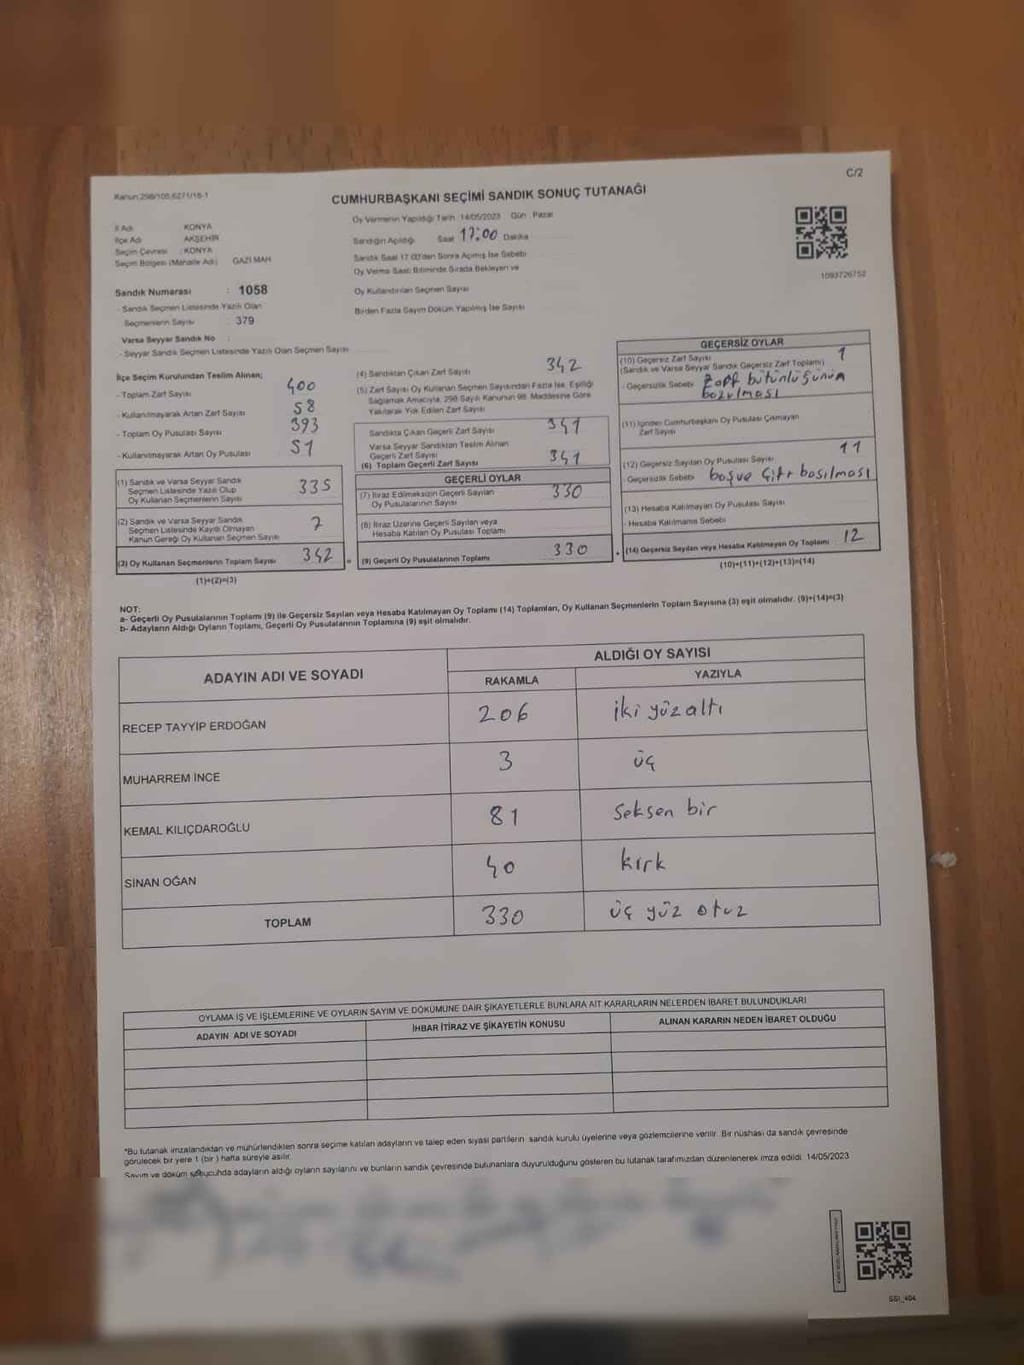 C/2
Kanun:298/105,6271/16-1
CUMHURBAŞKANI SEÇİMİ SANDIK SONUÇ TUTANAĞI
İl Adı : KONYA
İlçe Adı : AKŞEHİR
Seçim Çevresi : KONYA
Seçim Bölgesi (Mahalle Adı) GAZİ MAH
Sandık Numarası : 1058
- Sandık Seçmen Listesinde Yazılı Olan
Seçmenlerin Sayısı : 379
Varsa Seyyar Sandık No :
- Seyyar Sandık Seçmen Listesinde Yazılı Olan Seçmen Sayısı
Oy Vermenin Yapıldığı Tarih :14/05/2023 Gün : Pazar
Sandığın Açıldığı Saat 17:00 Dakika
Sandık Saat 17.00'den Sonra Açılmış İse Sebebi
Oy Verme Saati Bitiminde Sırada Bekleyen ve
Oy Kullandırılan Seçmen Sayısı
Birden Fazla Sayım Döküm Yapılmış İse Sayısı
1093726752
İlçe Seçim Kurulundan Teslim Alınan;
- Toplam Zarf Sayısı 400
- Kullanılmayarak Artan Zarf Sayısı 58
- Toplam Oy Pusulası Sayısı 393
- Kullanılmayarak Artan Oy Pusulası 51
(1) Sandık ve Varsa Seyyar Sandık
Seçmen Listesinde Yazılı Olup
Oy Kullanan Seçmenlerin Sayısı 335
(2) Sandık ve Varsa Seyyar Sandık
Seçmen Listesinde Kayıtlı Olmayan
Kanun Gereği Oy Kullanan Seçmen Sayısı 7
(3) Oy Kullanan Seçmenlerin Toplam Sayısı 342
(1)+(2)=(3)
(4) Sandıktan Çıkan Zarf Sayısı 342
(5) Zarf Sayısı Oy Kullanan Seçmen Sayısından Fazla İse, Eşitliği
Sağlamak Amacıyla, 298 Sayılı Kanunun 98. Maddesine Göre
Yakılarak Yok Edilen Zarf Sayısı
Sandıkta Çıkan Geçerli Zarf Sayısı 341
Varsa Seyyar Sandıktan Teslim Alınan
Geçerli Zarf Sayısı
(6) Toplam Geçerli Zarf Sayısı 341
GEÇERLİ OYLAR
(7) İtiraz Edilmeksizin Geçerli Sayılan
Oy Pusulalarının Sayısı 330
(8) İtiraz Üzerine Geçerli Sayılan veya
Hesaba Katılan Oy Pusulası Toplamı
= (9) Geçerli Oy Pusulalarının Toplamı 330
GEÇERSİZ OYLAR
(10) Geçersiz Zarf Sayısı
(Sandık ve Varsa Seyyar Sandık Geçersiz Zarf Toplamı) 1
- Geçersizlik Sebebi Zarf bütünlüğünün
bozulması
(11) İçinden Cumhurbaşkanı Oy Pusulası Çıkmayan
Zarf Sayısı
(12) Geçersiz Sayılan Oy Pusulası Sayısı 11
- Geçersizlik Sebebi boş ve Çift basılması
(13) Hesaba Katılmayan Oy Pusulası Sayısı
- Hesaba Katılmama Sebebi
+ (14) Geçersiz Sayılan veya Hesaba Katılmayan Oy Toplamı 12
(10)+(11)+(12)+(13)=(14)
NOT:
a- Geçerli Oy Pusulaları Toplamı (9) ile Geçersiz Sayılan veya Hesaba Katılmayan Oy Toplamı (14) Toplamları, Oy Kullanan Seçmenlerin Toplam Sayısına (3) eşit olmalıdır. (9)+(14)=(3)
b- Adayların Aldığı Oyların Toplamı, Geçerli Oy Pusulalarının Toplamına (9) eşit olmalıdır.
ADAYIN ADI VE SOYADI
ALDIĞI OY SAYISI
RAKAMLA YAZIYLA
RECEP TAYYİP ERDOĞAN 206 iki yüz altı
MUHARREM İNCE 3 üç
KEMAL KILIÇDAROĞLU 81 Seksen bir
SİNAN OĞAN 40 kırk
TOPLAM 330 üç yüz otuz
OYLAMA İŞ VE İŞLEMLERİNE VE OYLARIN SAYIM VE DÖKÜMÜNE DAİR ŞİKAYETLERLE BUNLARA AİT KARARLARIN NELERDEN İBARET BULUNDUKLARI
ADAYIN ADI VE SOYADI İHBAR İTİRAZ VE ŞİKAYETİN KONUSU ALINAN KARARIN NEDEN İBARET OLDUĞU
*Bu tutanak imzalandıktan ve mühürlendikten sonra seçime katılan adayların ve talep eden siyasi partilerin sandık kurulu üyelerine veya gözlemcilerine verilir. Bir nüshası da sandık çevresinde
görülecek bir yere 1 (bir) hafta süreyle asılır.
Sayım ve döküm sonucunda adayların aldığı oyların sayılarını ve bunların sandık çevresinde bulunanlara duyurulduğunu gösteren bu tutanak tarafımızdan düzenlenerek imza edildi. 14/05/2023
SSI_404